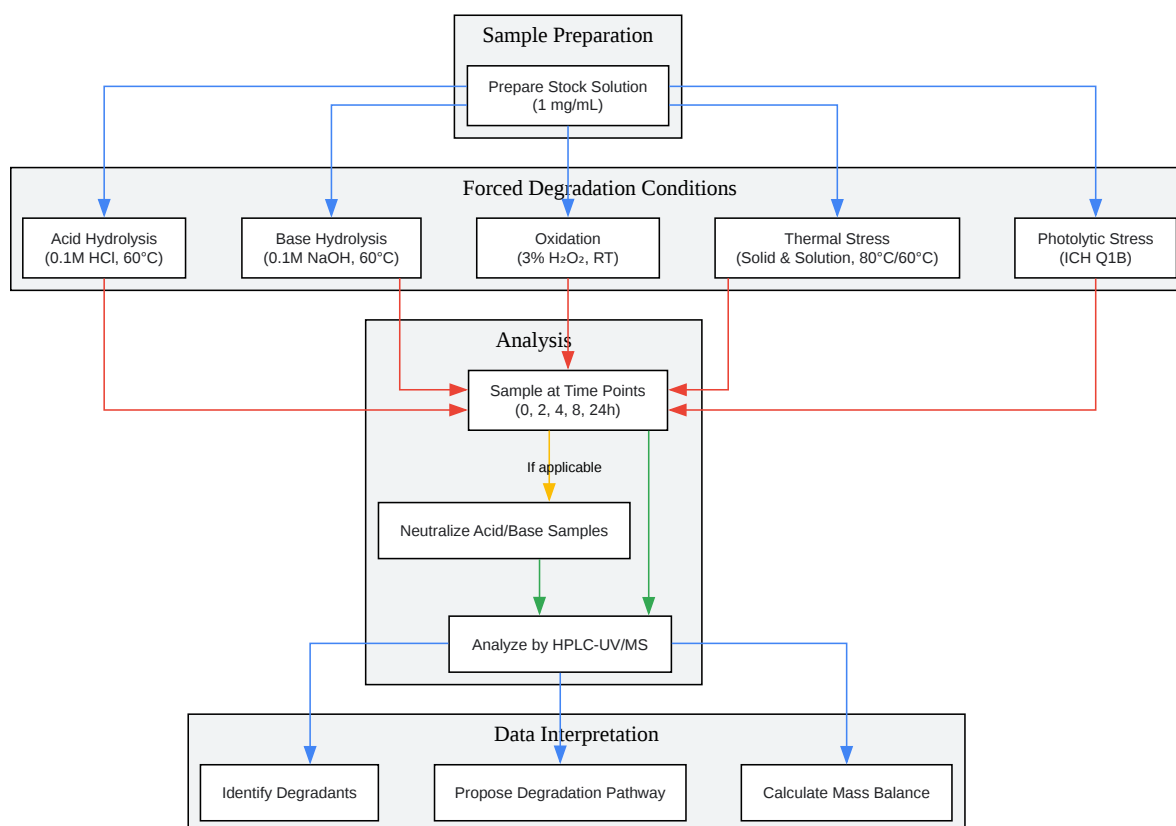 Sample Preparation
Prepare Stock Solution
(1 mg/mL)
Forced Degradation Conditions
Acid Hydrolysis
(0.1M HCl, 60°C)
Base Hydrolysis
(0.1M NaOH, 60°C)
Oxidation
(3% H₂O₂, RT)
Thermal Stress
(Solid & Solution, 80°C/60°C)
Photolytic Stress
(ICH Q1B)
Analysis
Sample at Time Points
(0, 2, 4, 8, 24h)
If applicable
Neutralize Acid/Base Samples
Analyze by HPLC-UV/MS
Data Interpretation
Identify Degradants
Propose Degradation Pathway
Calculate Mass Balance